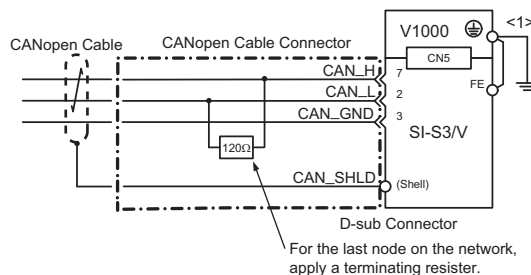 CANopen Cable
CANopen Cable Connector
V1000
<1>
CN5
CAN_H
7
FE
CAN_L
2
CAN_GND
3
SI-S3/V
120Ω
CAN_SHLD
(Shell)
D-sub Connector
For the last node on the network,
apply a terminating resister.